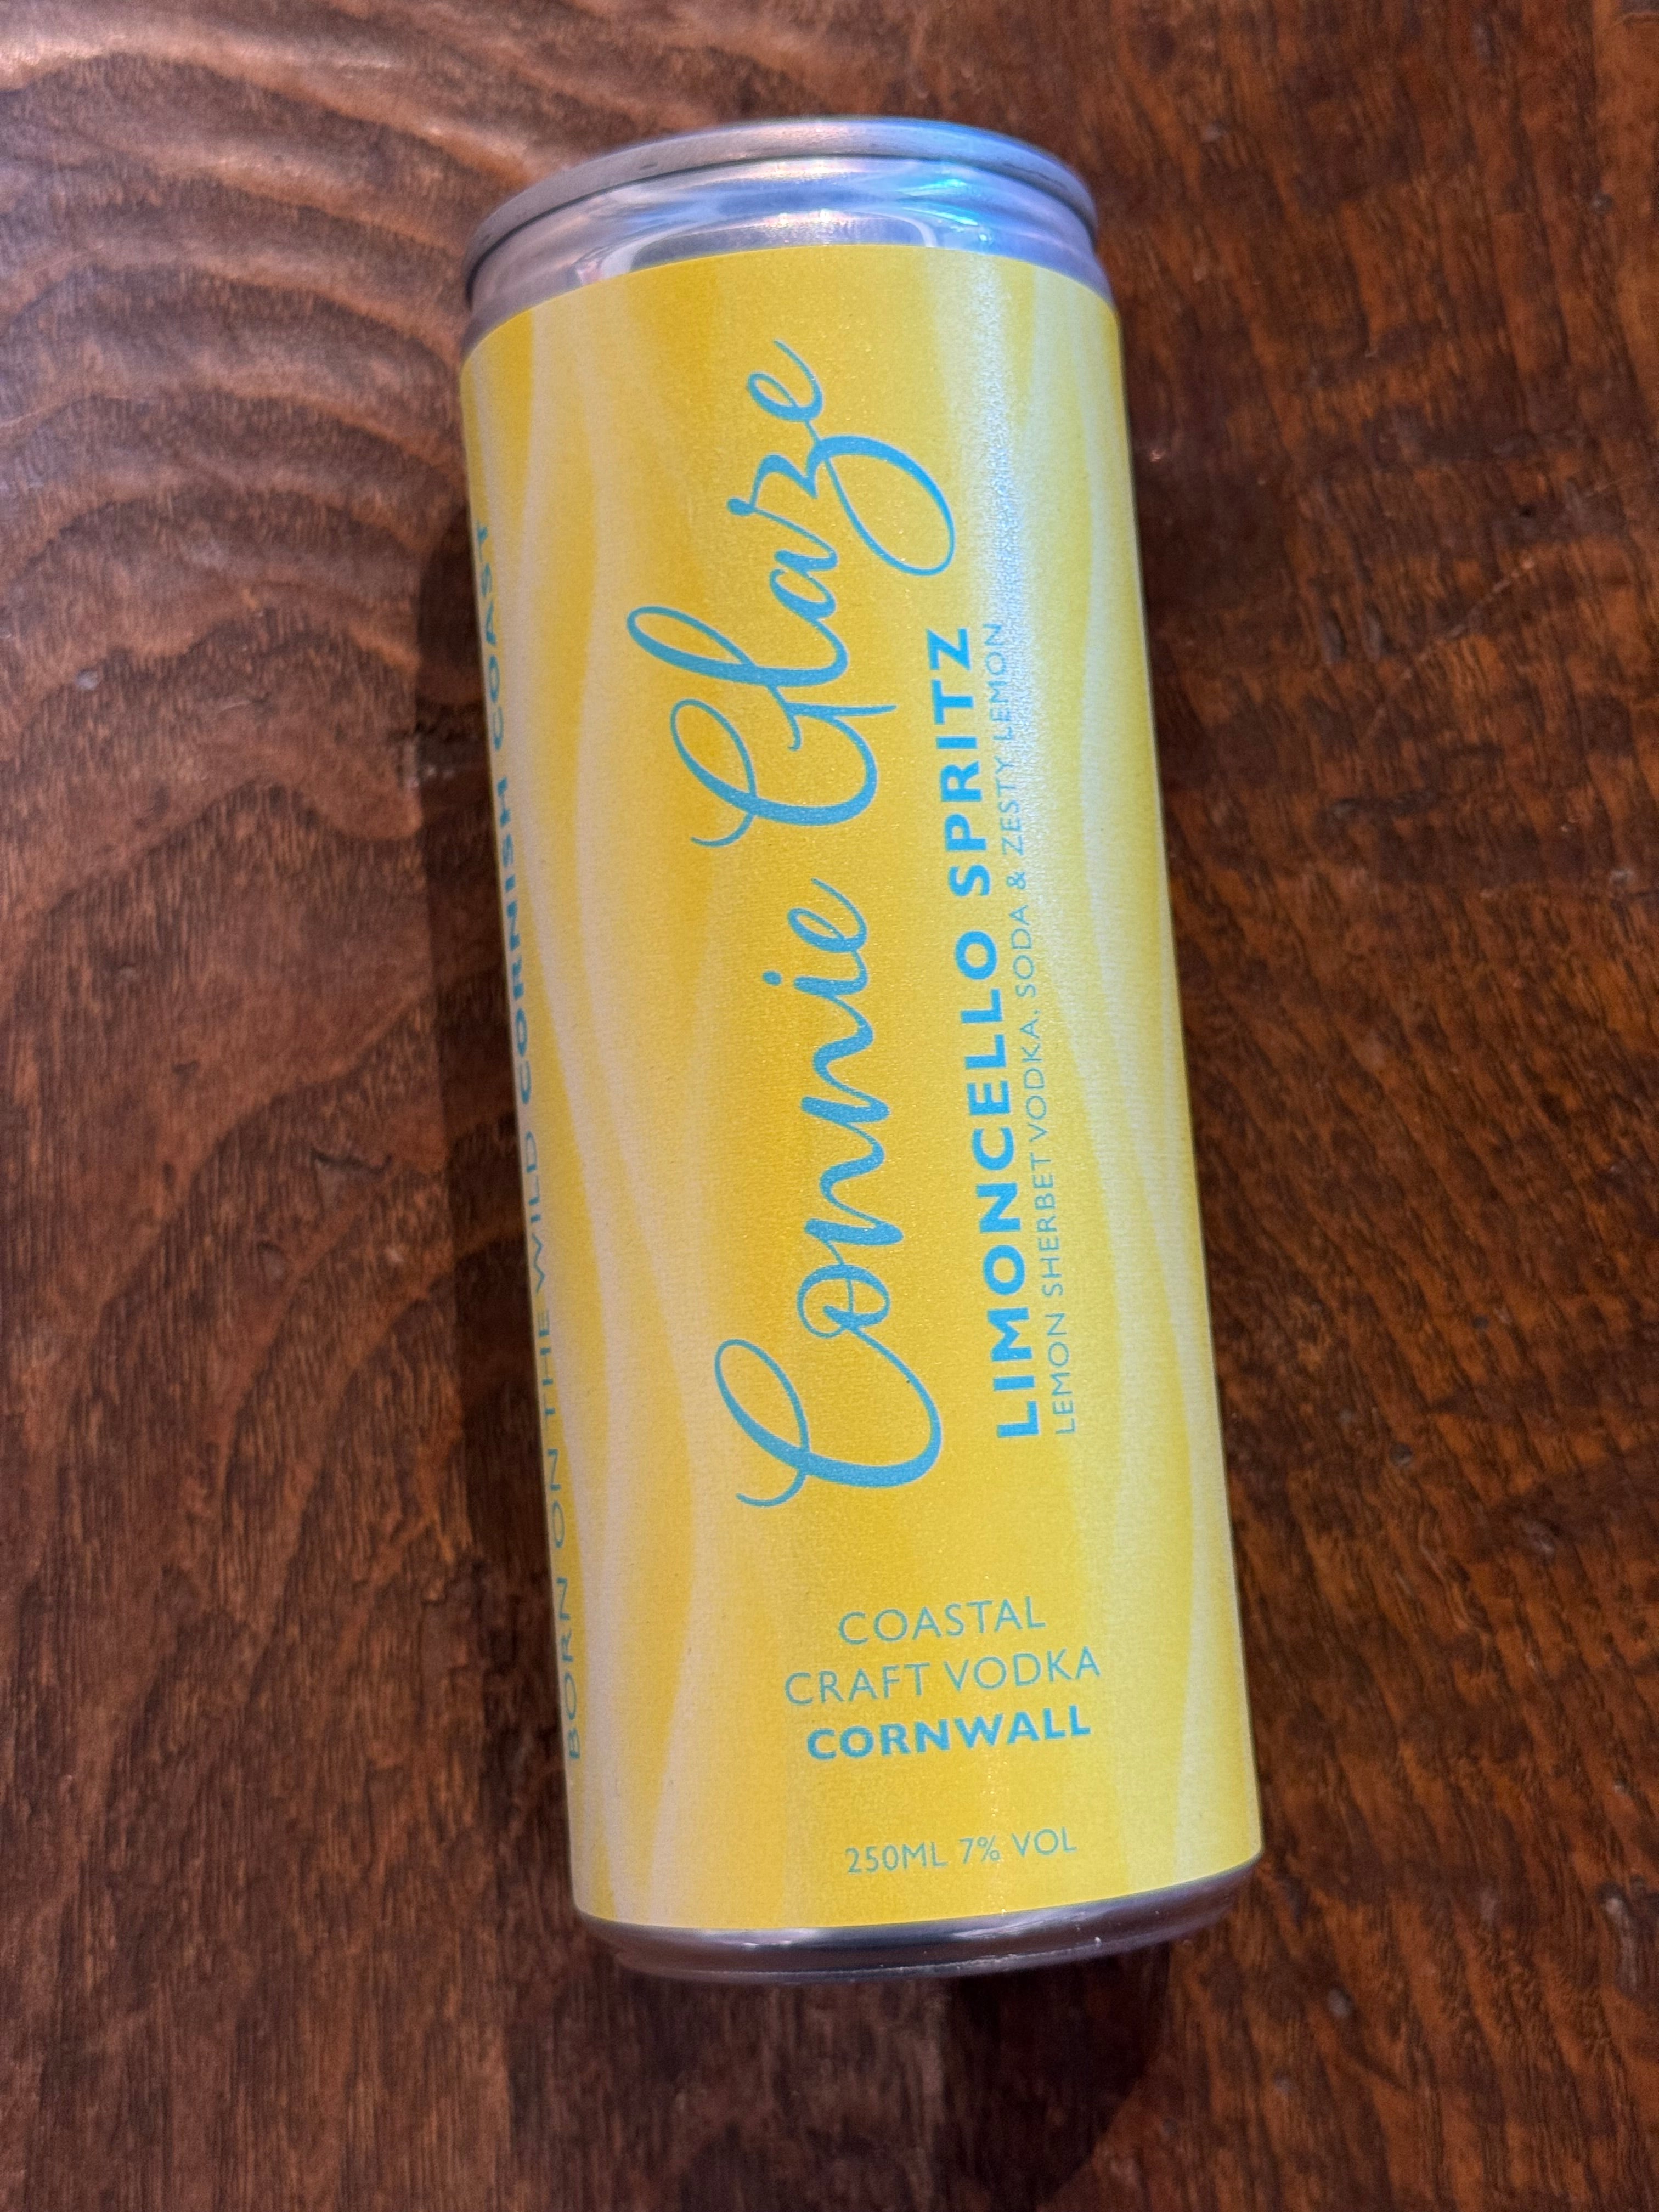 BORN ON THE WILD CORNISH COAST
Connie Glaze
LIMONCELLO SPRITZ
LEMON SHERBET VODKA, SODA & ZESTY LEMON
COASTAL
CRAFT VODKA
CORNWALL
250ML 7% VOL